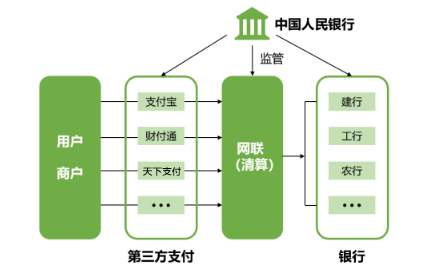 中国人民银行
监管
用户
商户
支付宝
财付通
天下支付
•••
网联
(清算)
建行
工行
农行
•••
第三方支付
银行